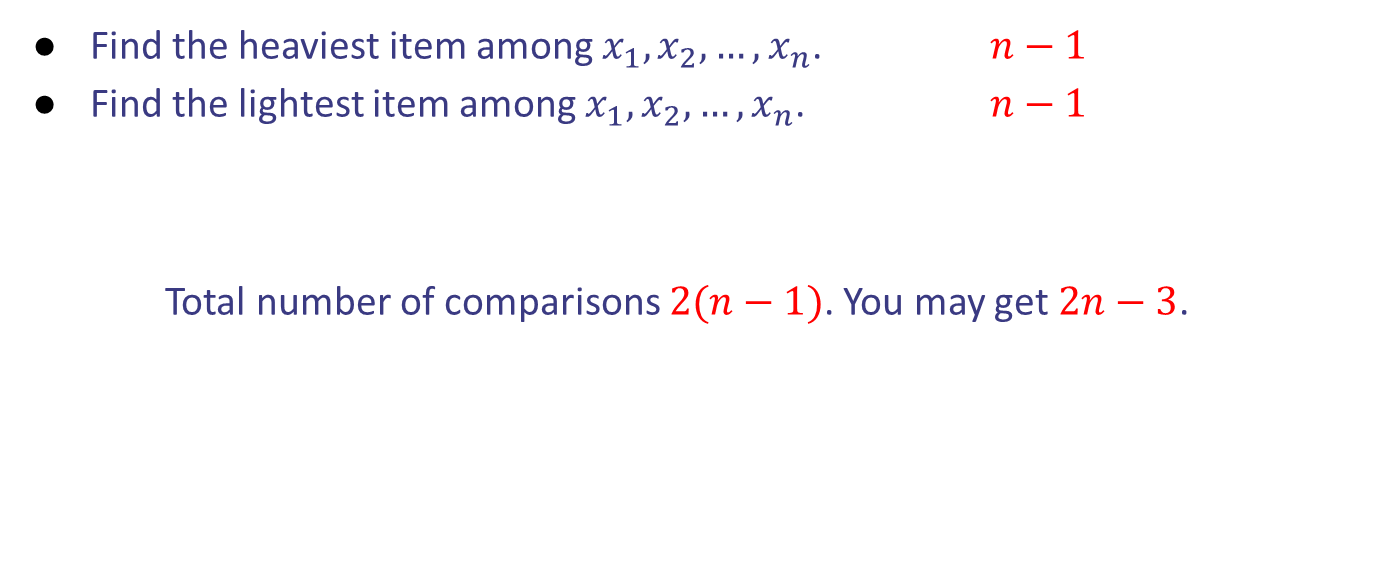 ● Find the heaviest item among 𝑥₁, 𝑥₂, … , 𝑥ₙ. 𝑛 − 1
● Find the lightest item among 𝑥₁, 𝑥₂, … , 𝑥ₙ. 𝑛 − 1
Total number of comparisons 2(𝑛 − 1). You may get 2𝑛 − 3.